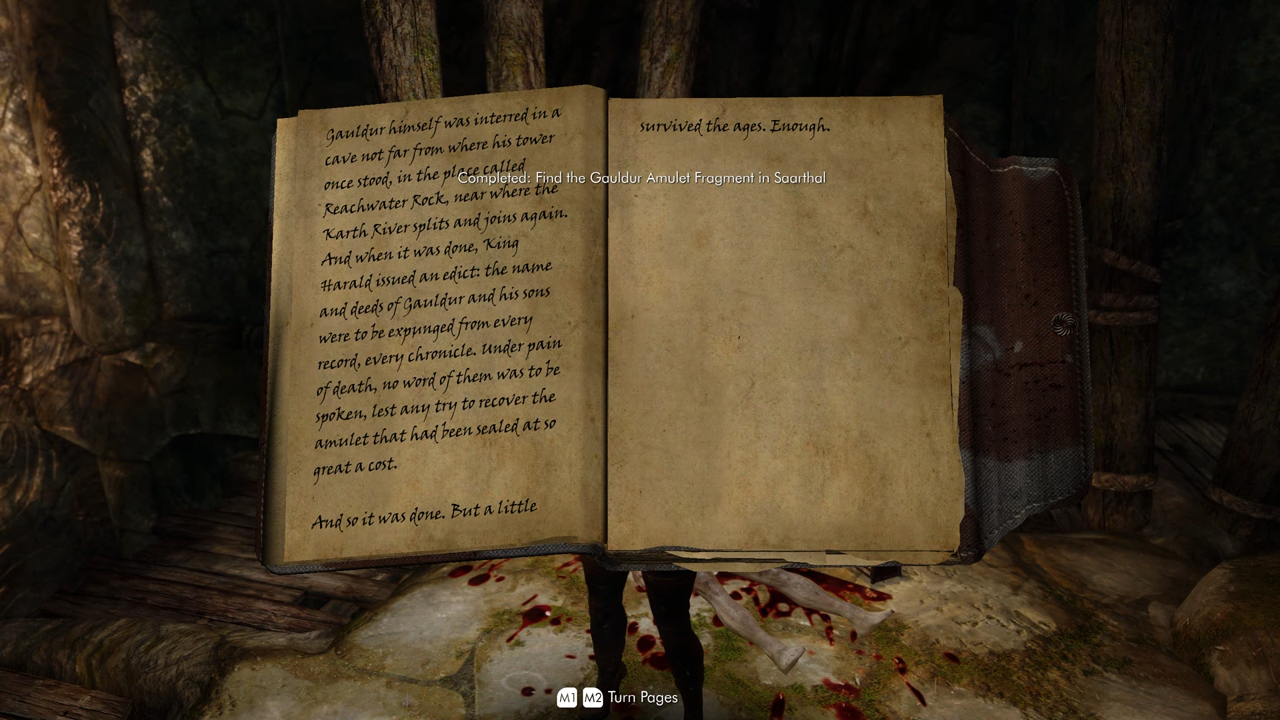 Gauldur himself was interred in a
cave not far from where his tower
once stood, in the place called
Reachwater Rock, near where the
Karth River splits and joins again.
And when it was done, King
Harald issued an edict: the name
and deeds of Gauldur and his sons
were to be expunged from every
record, every chronicle. Under pain
of death, no word of them was to be
spoken, lest any try to recover the
amulet that had been sealed at so
great a cost.
And so it was done. But a little
survived the ages. Enough.
Completed: Find the Gauldur Amulet Fragment in Saarthal
M1 M2 Turn Pages